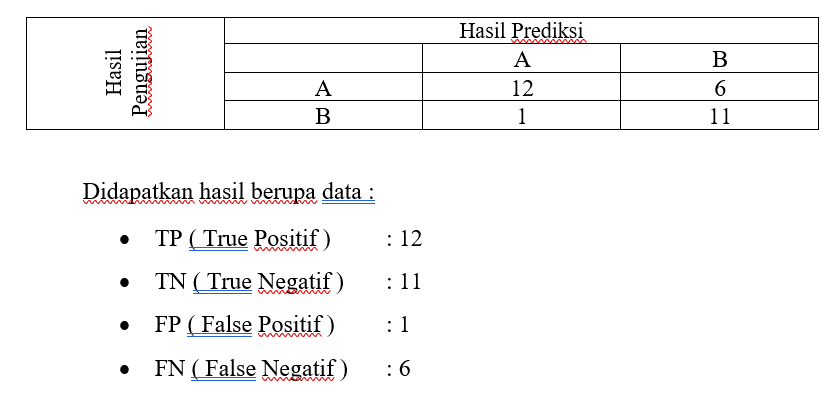 Hasil Prediksi
Hasil
Pengujian
A B
A 12 6
B 1 11
Didapatkan hasil berupa data :
• TP ( True Positif ) : 12
• TN ( True Negatif ) : 11
• FP ( False Positif ) : 1
• FN ( False Negatif ) : 6